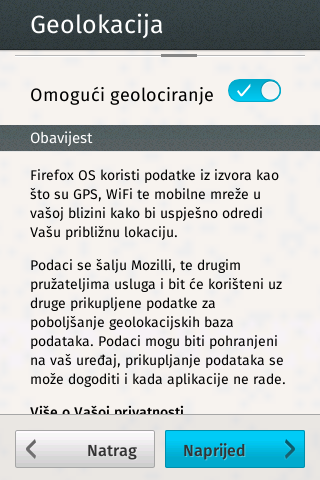 Geolokacija
Omogući geolociranje
Obavijest
Firefox OS koristi podatke iz izvora kao
što su GPS, WiFi te mobilne mreže u
vašoj blizini kako bi uspješno odredi
Vašu približnu lokaciju.
Podaci se šalju Mozilli, te drugim
pružateljima usluga i bit će korišteni uz
druge prikupljene podatke za
poboljšanje geolokacijskih baza
podataka. Podaci mogu biti pohranjeni
na vaš uređaj, prikupljanje podataka se
može dogoditi i kada aplikacije ne rade.
Više o Vašoj privatnosti
Natrag
Naprijed